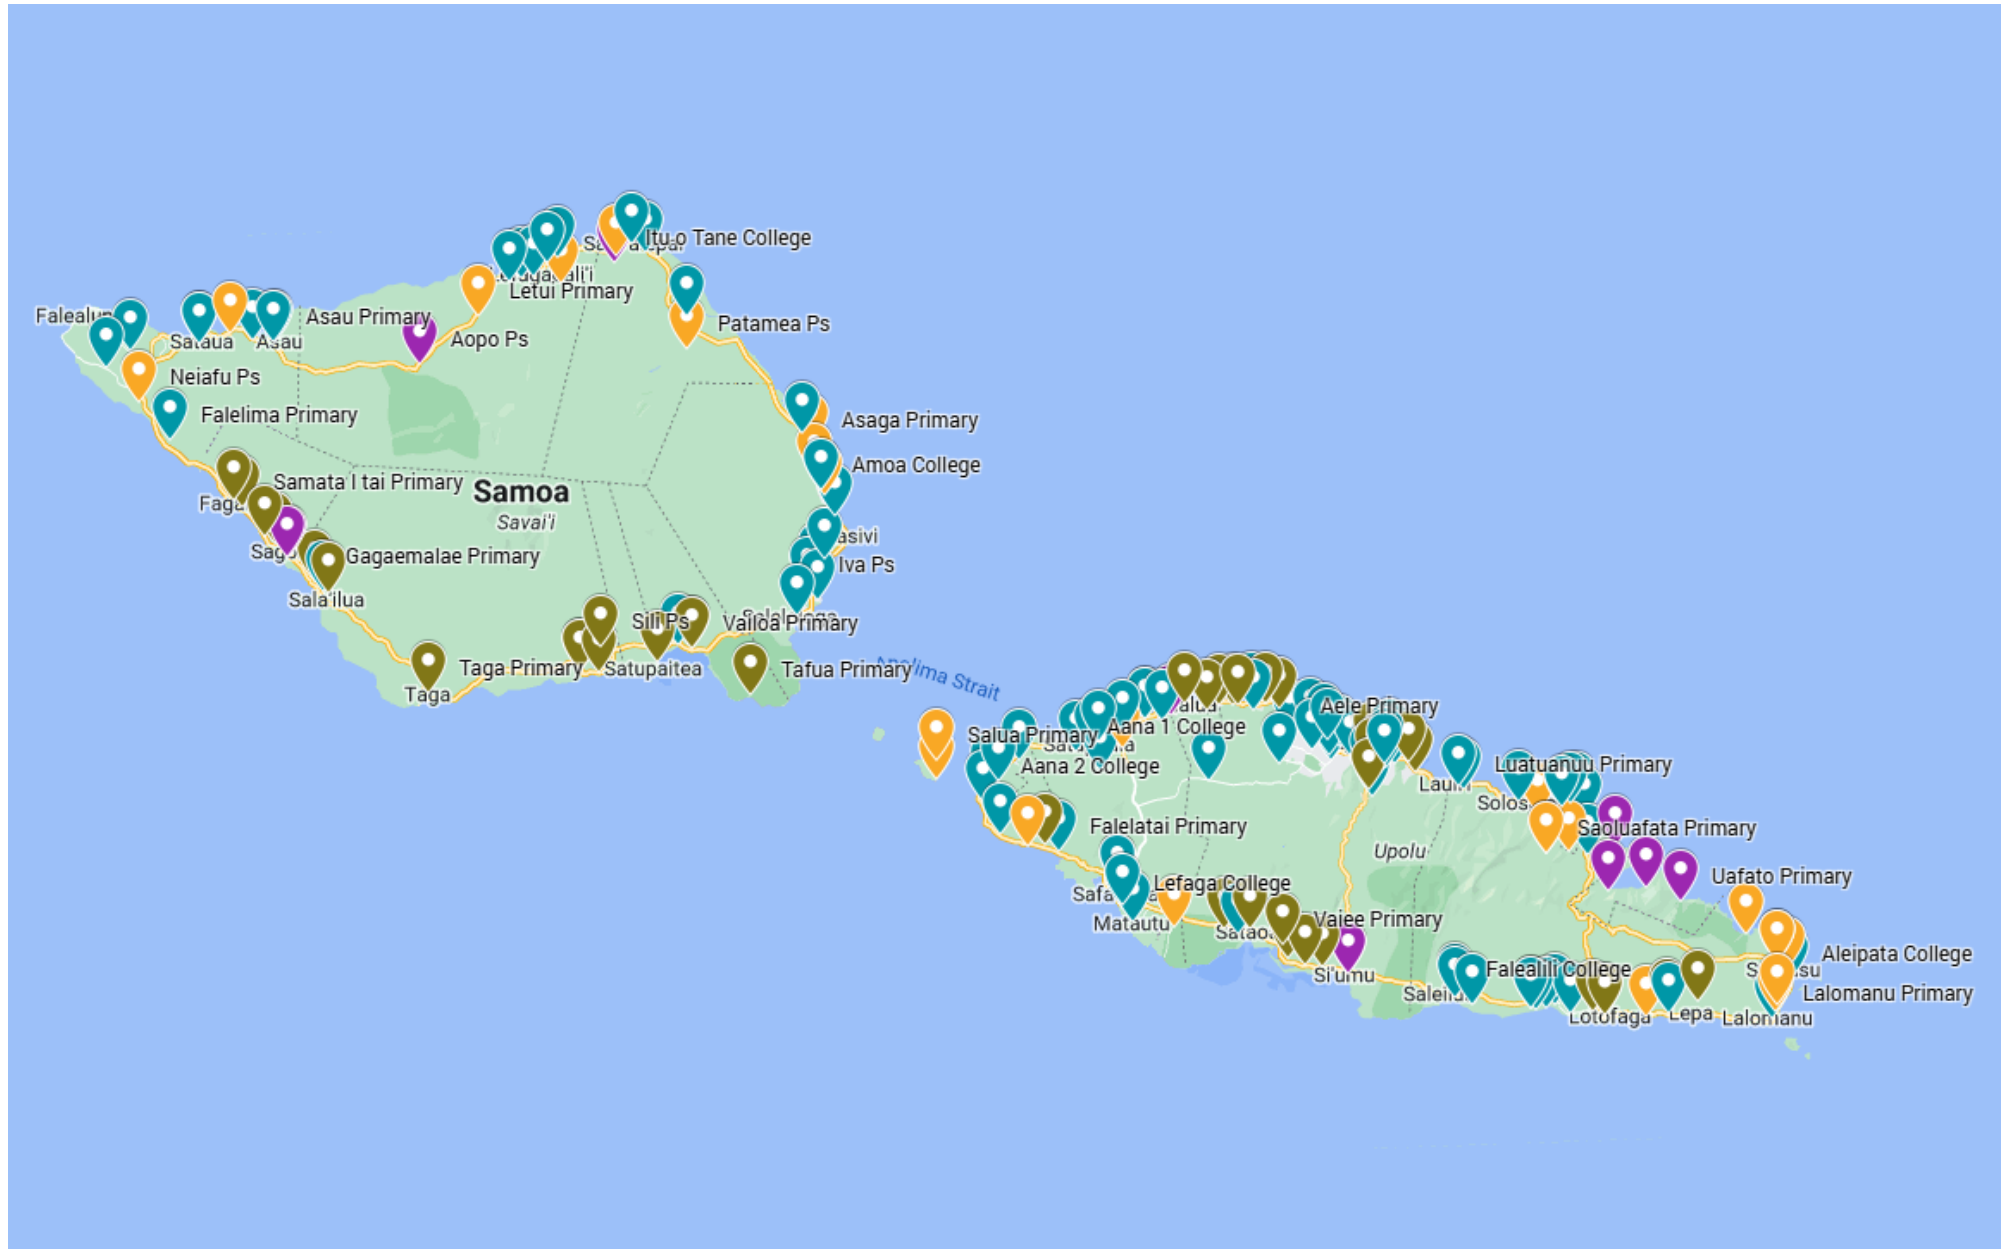 Itu o Tane College
Letui Primary
Asau Primary
Sataua
Asau
Aopo Ps
Patamea Ps
Neiafu Ps
Falelima Primary
Asaga Primary
Amoa College
Samata I tai Primary
Samoa
Savai'i
Gagaemalae Primary
Iva Ps
Sala'ilua
Sili Ps
Vailoa Primary
Taga Primary
Satupaitea
Tafua Primary
Taga
Apolima Strait
Salua Primary
Aana 1 College
Aele Primary
Aana 2 College
Luatuanuu Primary
Falelatai Primary
Saoluafata Primary
Upolu
Lefaga College
Uafato Primary
Matautu
Vaiee Primary
Aleipata College
Si'umu
Falealili College
Lalomanu Primary
Lotofaga
Lepa
Lalomanu